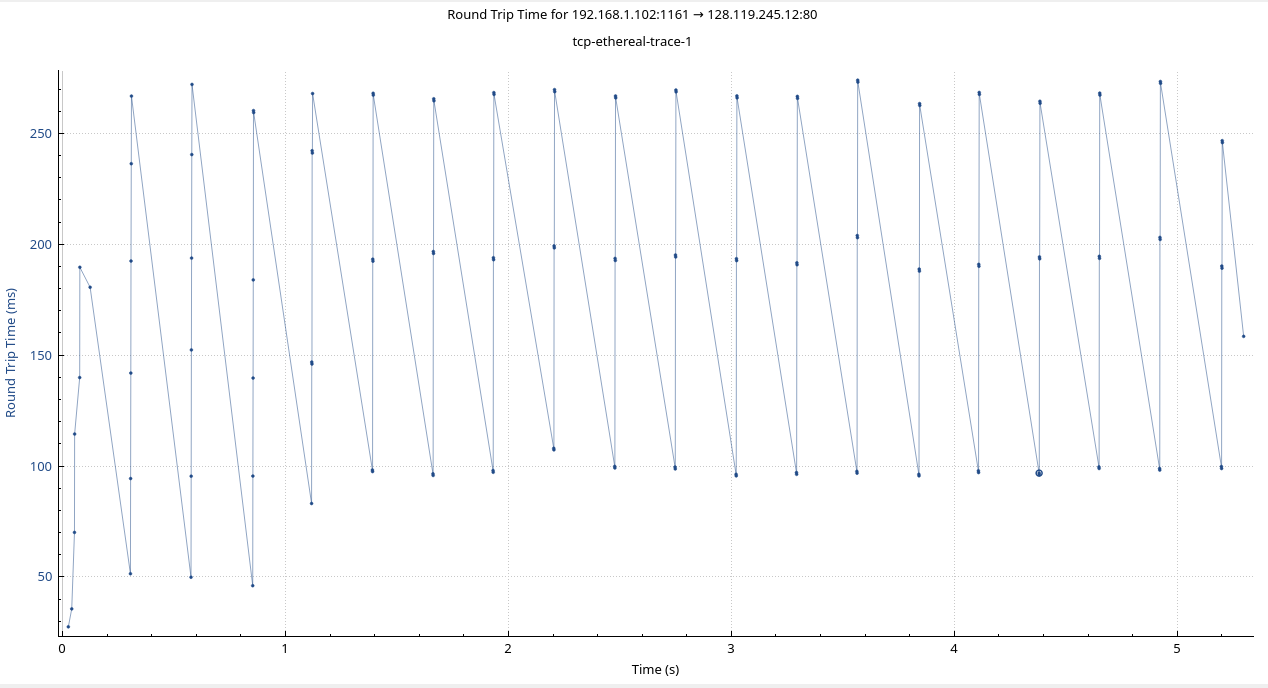 Round Trip Time for 192.168.1.102:1161 → 128.119.245.12:80
tcp-ethereal-trace-1
250
200
150
100
50
Round Trip Time (ms)
0 1 2 3 4 5
Time (s)